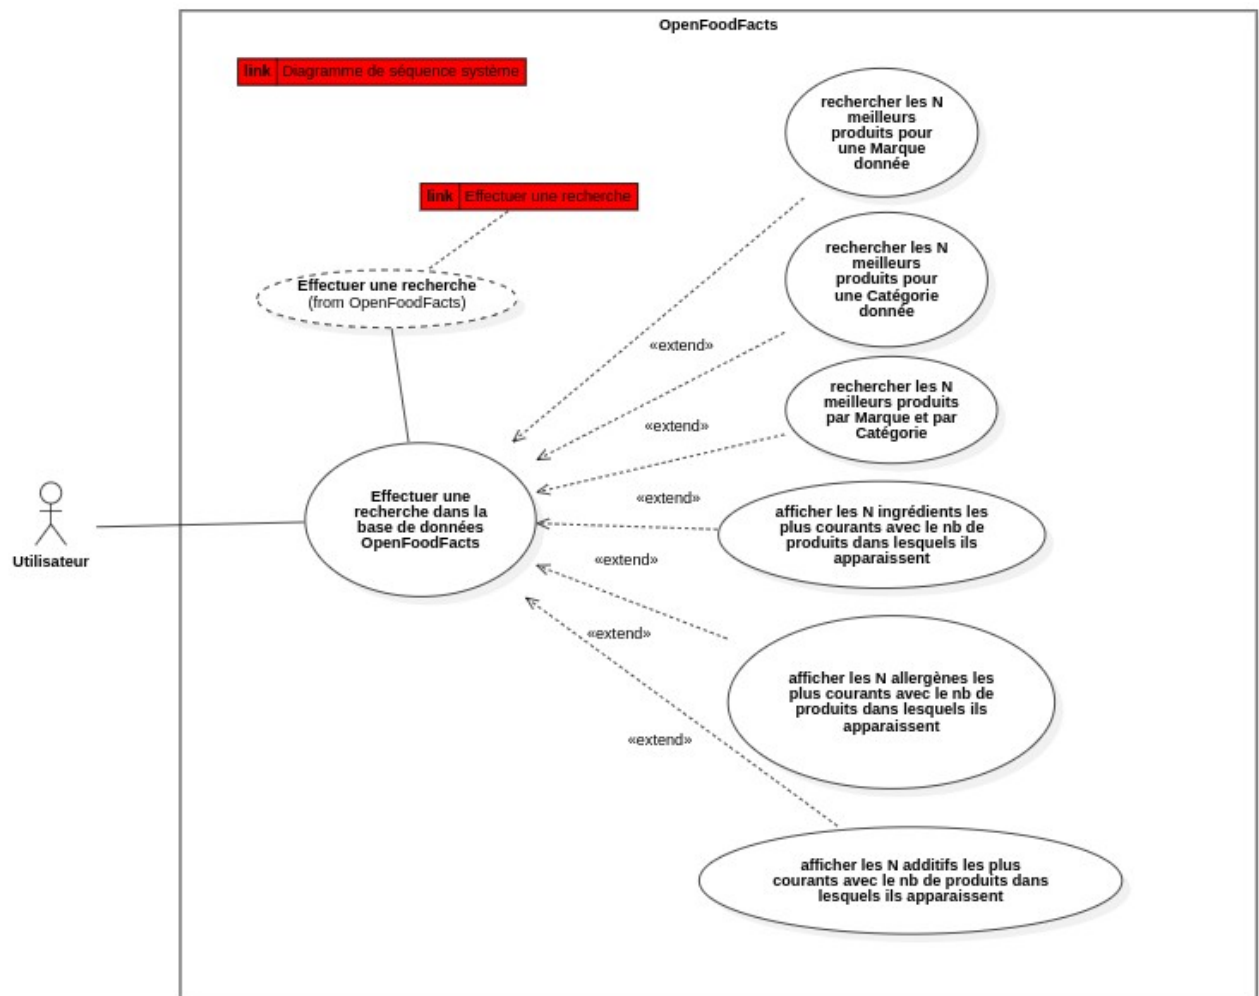 OpenFoodFacts
link Diagramme de séquence système
rechercher les N
meilleurs
produits pour
une Marque
donnée
link Effectuer une recherche
rechercher les N
meilleurs
produits pour
une Catégorie
donnée
Effectuer une recherche
(from OpenFoodFacts)
«extend»
rechercher les N
meilleurs produits
par Marque et par
Catégorie
«extend»
Effectuer une
recherche dans la
base de données
OpenFoodFacts
«extend»
afficher les N ingrédients les
plus courants avec le nb de
produits dans lesquels ils
apparaissent
Utilisateur
«extend»
«extend»
afficher les N allergènes les
plus courants avec le nb de
produits dans lesquels ils
apparaissent
«extend»
afficher les N additifs les plus
courants avec le nb de produits dans
lesquels ils apparaissent